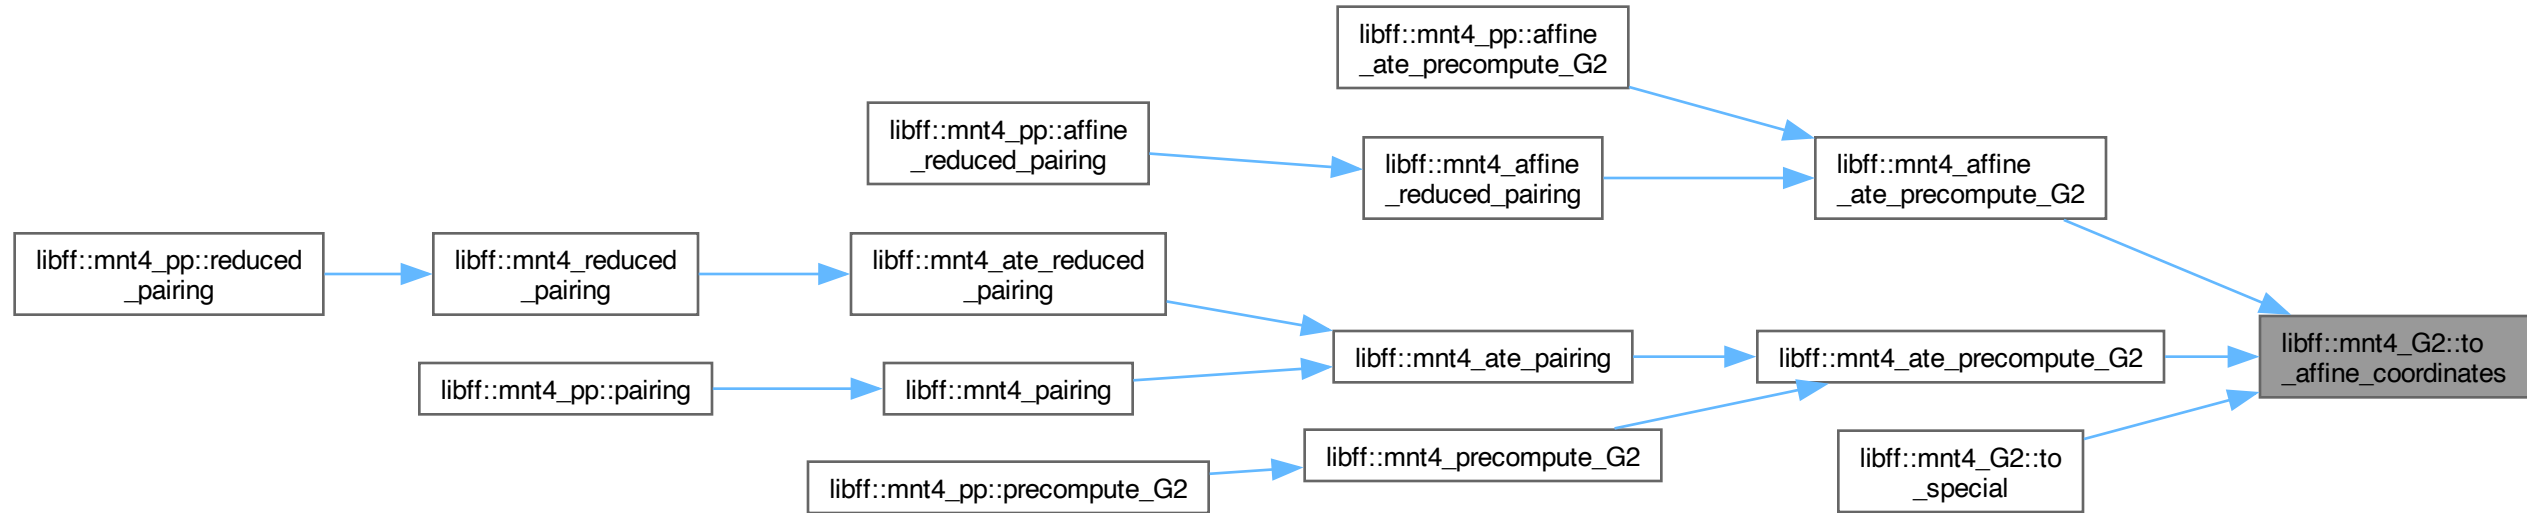 libff::mnt4_pp::affine
_ate_precompute_G2
libff::mnt4_pp::affine
_reduced_pairing
libff::mnt4_affine
_reduced_pairing
libff::mnt4_affine
_ate_precompute_G2
libff::mnt4_pp::reduced
_pairing
libff::mnt4_reduced
_pairing
libff::mnt4_ate_reduced
_pairing
libff::mnt4_ate_pairing
libff::mnt4_ate_precompute_G2
libff::mnt4_G2::to
_affine_coordinates
libff::mnt4_pp::pairing
libff::mnt4_pairing
libff::mnt4_precompute_G2
libff::mnt4_G2::to
_special
libff::mnt4_pp::precompute_G2